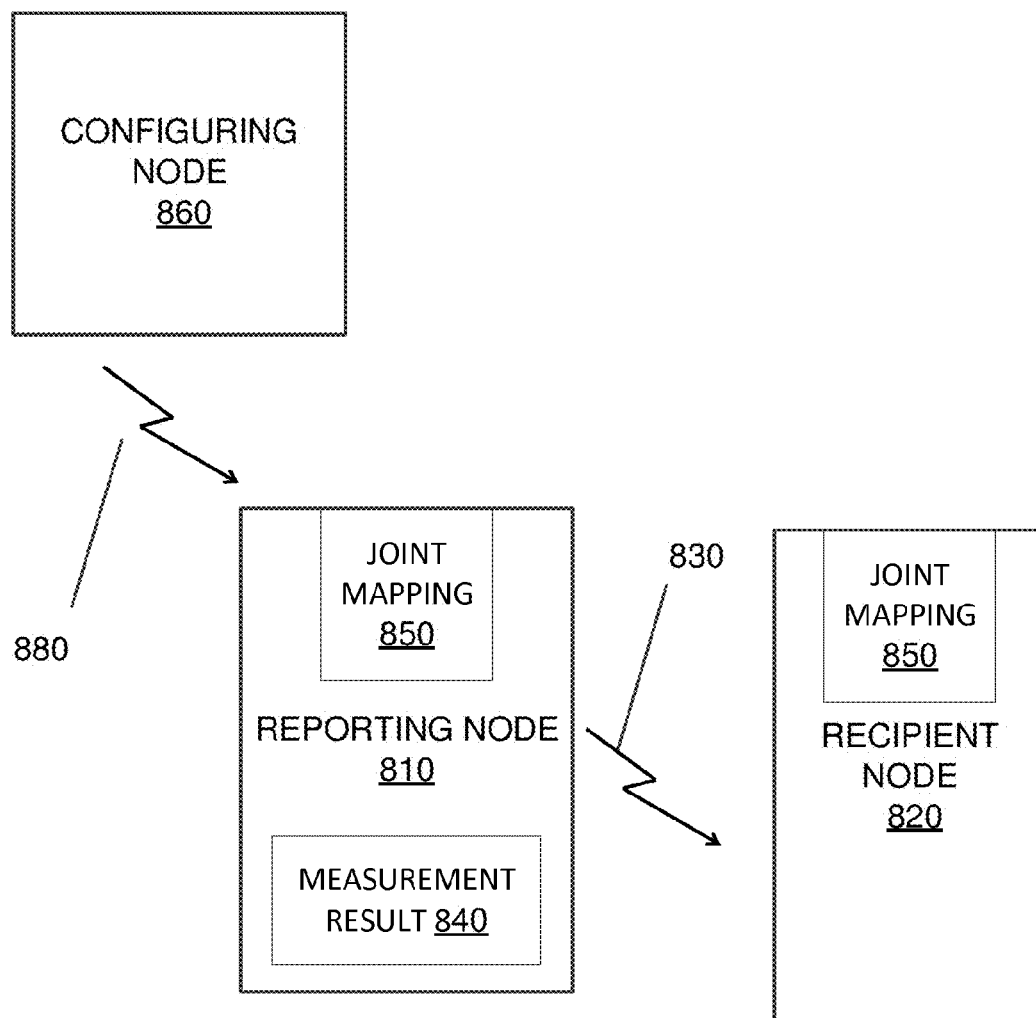 CONFIGURING
NODE
860
880
JOINT
MAPPING
850
REPORTING NODE
810
MEASUREMENT
RESULT 840
830
JOINT
MAPPING
850
RECIPIENT
NODE
820